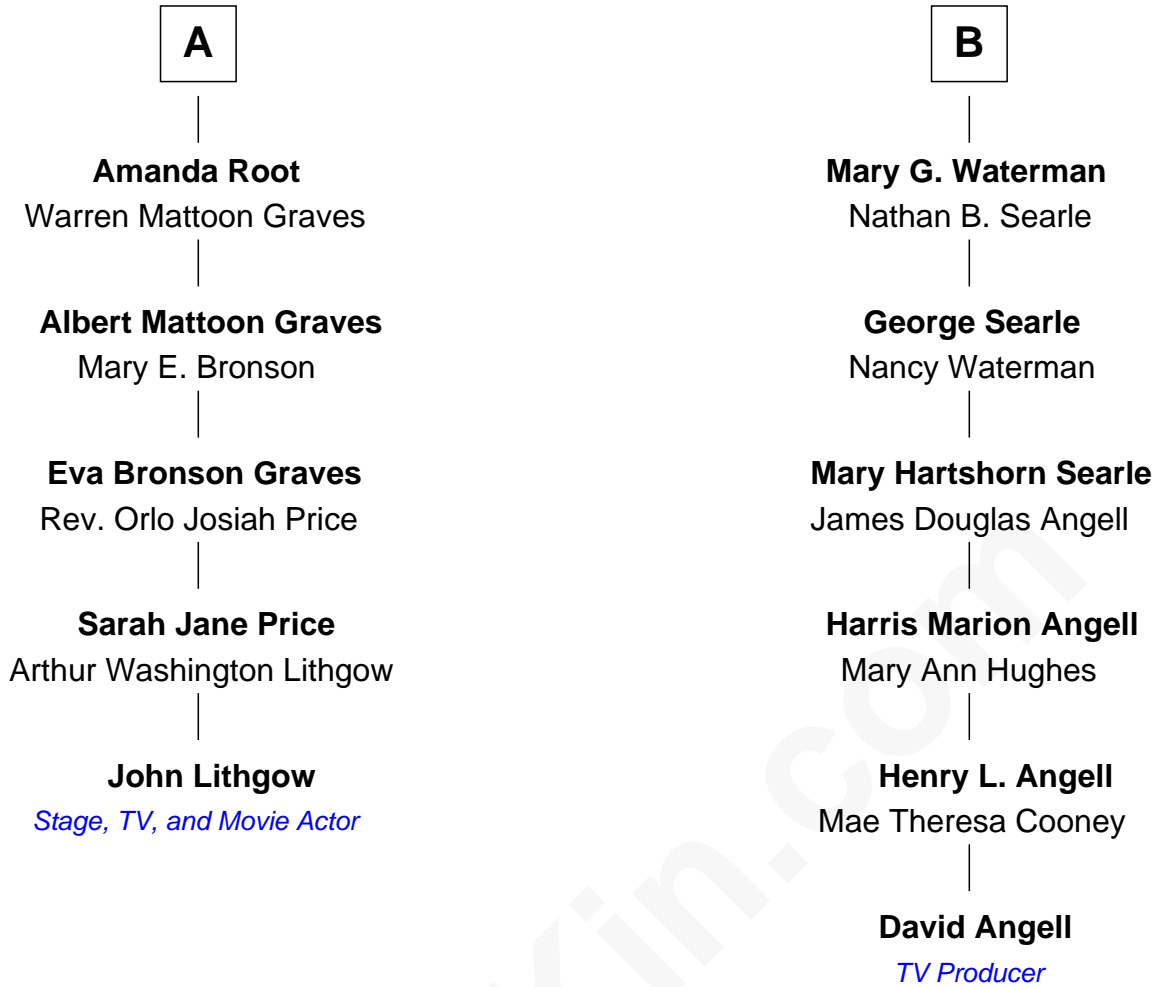 A
Amanda Root
Warren Mattoon Graves
Albert Mattoon Graves
Mary E. Bronson
Eva Bronson Graves
Rev. Orlo Josiah Price
Sarah Jane Price
Arthur Washington Lithgow
John Lithgow
Stage, TV, and Movie Actor
B
Mary G. Waterman
Nathan B. Searle
George Searle
Nancy Waterman
Mary Hartshorn Searle
James Douglas Angell
Harris Marion Angell
Mary Ann Hughes
Henry L. Angell
Mae Theresa Cooney
David Angell
TV Producer